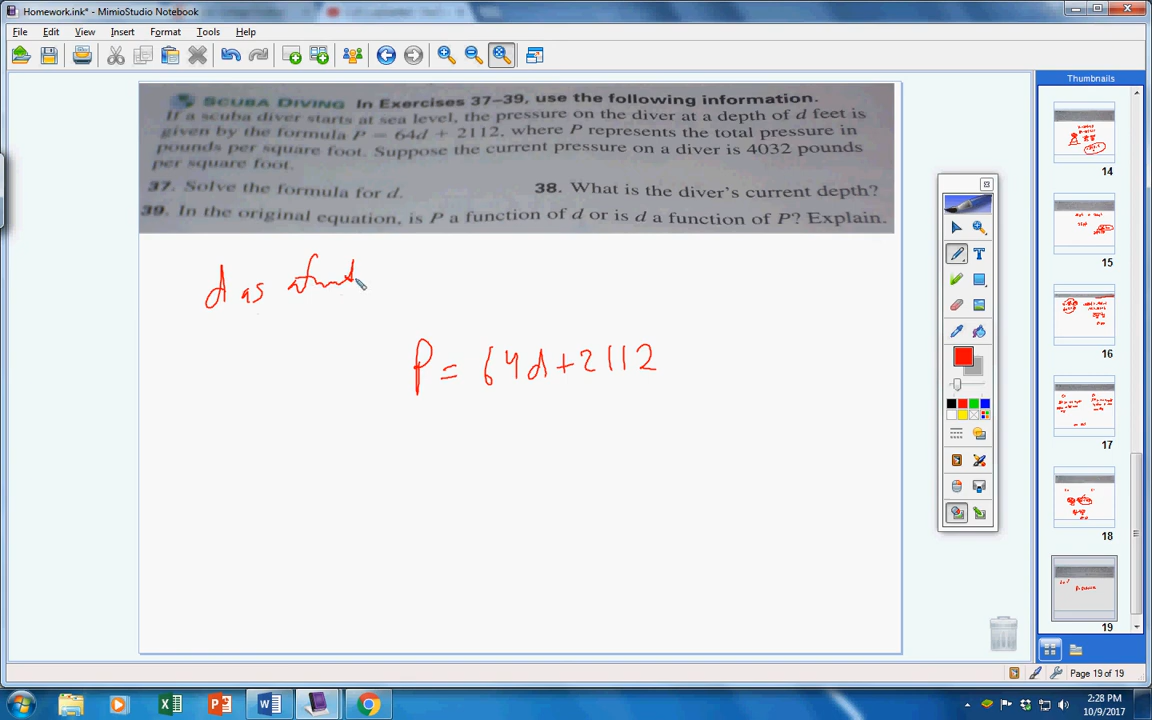 Homework.ink* - MimioStudio Notebook
File Edit View Insert Format Tools Help
Thumbnails
SCUBA DIVING In Exercises 37–39, use the following information.
If a scuba diver starts at sea level, the pressure on the diver at a depth of d feet is
given by the formula P = 64d + 2112, where P represents the total pressure in
pounds per square foot. Suppose the current pressure on a diver is 4032 pounds
per square foot.
37. Solve the formula for d. 38. What is the diver's current depth?
39. In the original equation, is P a function of d or is d a function of P? Explain.
d as a funct
P = 64d+2112
14
15
16
17
18
19
Page 19 of 19
2:28 PM
10/9/2017